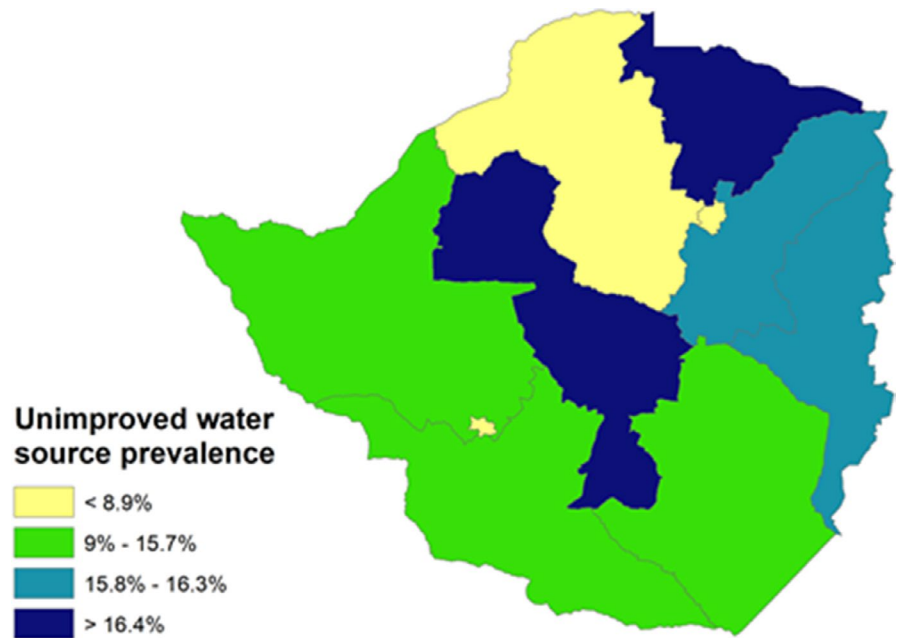 Unimproved water
source prevalence
< 8.9%
9% - 15.7%
15.8% - 16.3%
> 16.4%